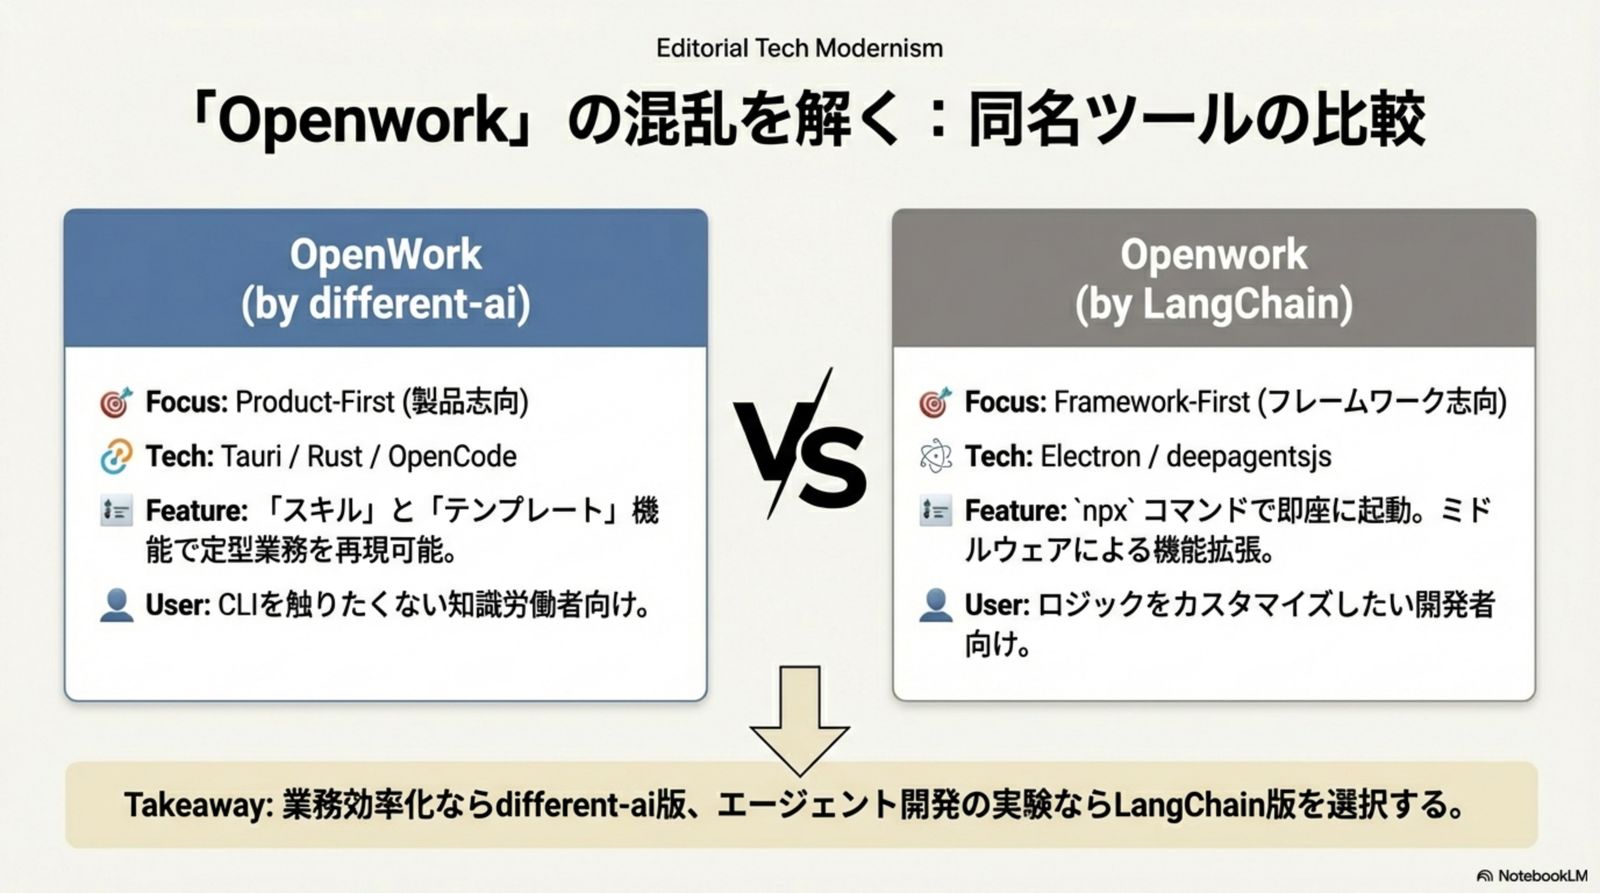 Editorial Tech Modernism
「Openwork」の混乱を解く：同名ツールの比較
OpenWork
(by different-ai)
Focus: Product-First (製品志向)
Tech: Tauri / Rust / OpenCode
Feature: 「スキル」と「テンプレート」機
能で定型業務を再現可能。
User: CLIを触りたくない知識労働者向け。
VS
Openwork
(by LangChain)
Focus: Framework-First (フレームワーク志向)
Tech: Electron / deepagentsjs
Feature: `npx` コマンドで即座に起動。ミド
ルウェアによる機能拡張。
User: ロジックをカスタマイズしたい開発者
向け。
Takeaway: 業務効率化ならdifferent-ai版、エージェント開発の実験ならLangChain版を選択する。
NotebookLM